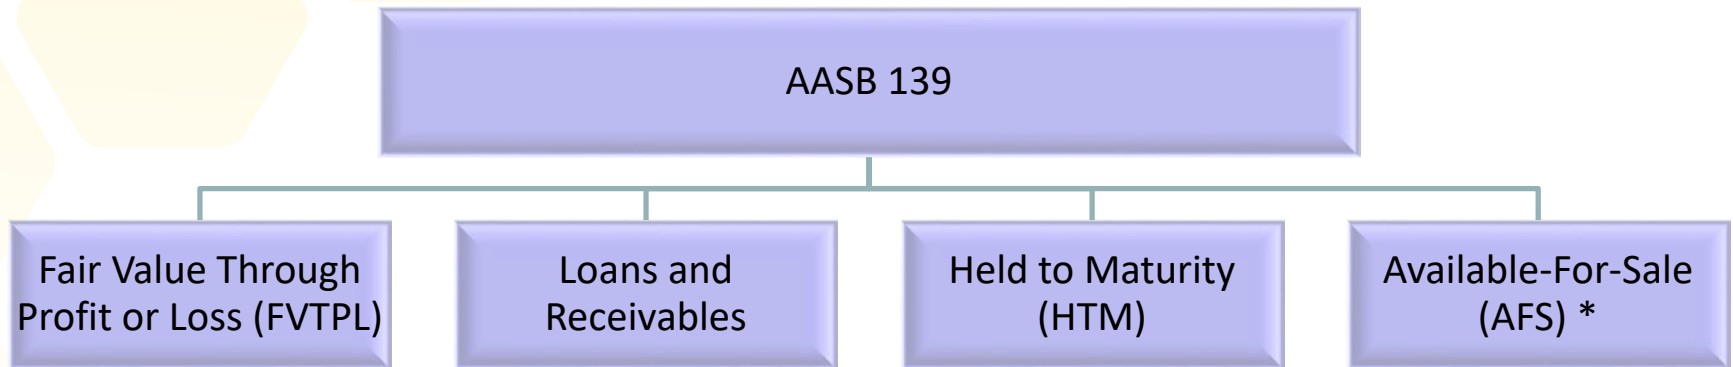 AASB 139
Fair Value Through
Profit or Loss (FVTPL)
Loans and
Receivables
Held to Maturity
(HTM)
Available-For-Sale
(AFS) *